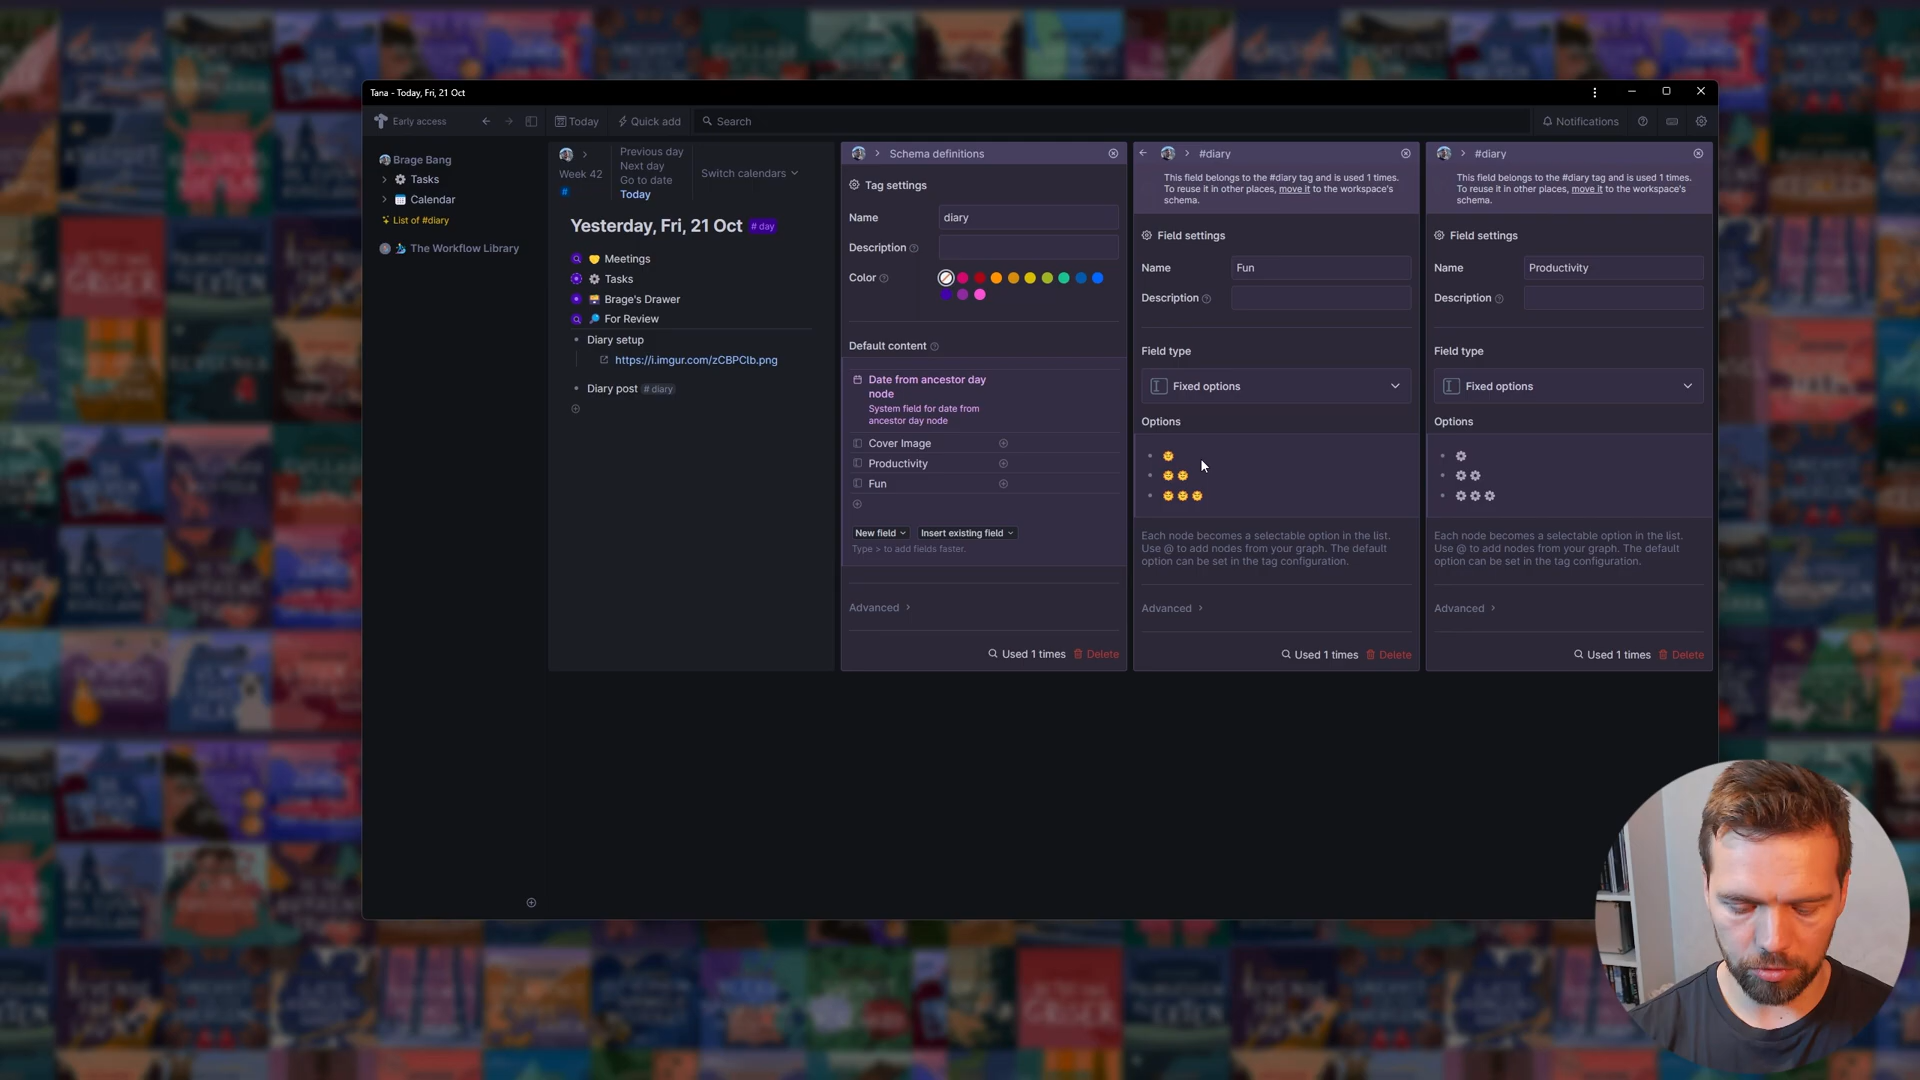 Tana - Today, Fri, 21 Oct
Early access
Today
Quick add
Search
Notifications
Brage Bang
Tasks
Calendar
List of #diary
The Workflow Library
Week 42
#
Previous day
Next day
Go to date
Today
Switch calendars
Yesterday, Fri, 21 Oct # day
Meetings
Tasks
Brage's Drawer
For Review
Diary setup
https://i.imgur.com/zCBPClb.png
Diary post # diary
Schema definitions
Tag settings
Name diary
Description
Color
Default content
Date from ancestor day
node
System field for date from
ancestor day node
Cover Image
Productivity
Fun
New field Insert existing field
Type > to add fields faster.
Advanced
Used 1 times Delete
#diary
This field belongs to the #diary tag and is used 1 times.
To reuse it in other places, move it to the workspace's
schema.
Field settings
Name Fun
Description
Field type
Fixed options
Options
Each node becomes a selectable option in the list.
Use @ to add nodes from your graph. The default
option can be set in the tag configuration.
Advanced
Used 1 times Delete
#diary
This field belongs to the #diary tag and is used 1 times.
To reuse it in other places, move it to the workspace's
schema.
Field settings
Name Productivity
Description
Field type
Fixed options
Options
Each node becomes a selectable option in the list.
Use @ to add nodes from your graph. The default
option can be set in the tag configuration.
Advanced
Used 1 times Delete